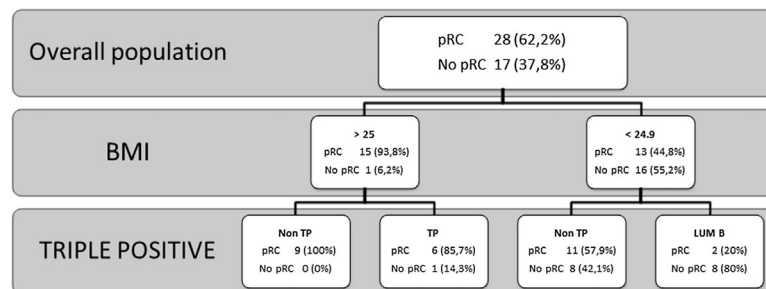 Overall population
pRC 28 (62,2%)
No pRC 17 (37,8%)
BMI
> 25
pRC 15 (93,8%)
No pRC 1 (6,2%)
< 24.9
pRC 13 (44,8%)
No pRC 16 (55,2%)
TRIPLE POSITIVE
Non TP
pRC 9 (100%)
No pRC 0 (0%)
TP
pRC 6 (85,7%)
No pRC 1 (14,3%)
Non TP
pRC 11 (57,9%)
No pRC 8 (42,1%)
LUM B
pRC 2 (20%)
No pRC 8 (80%)